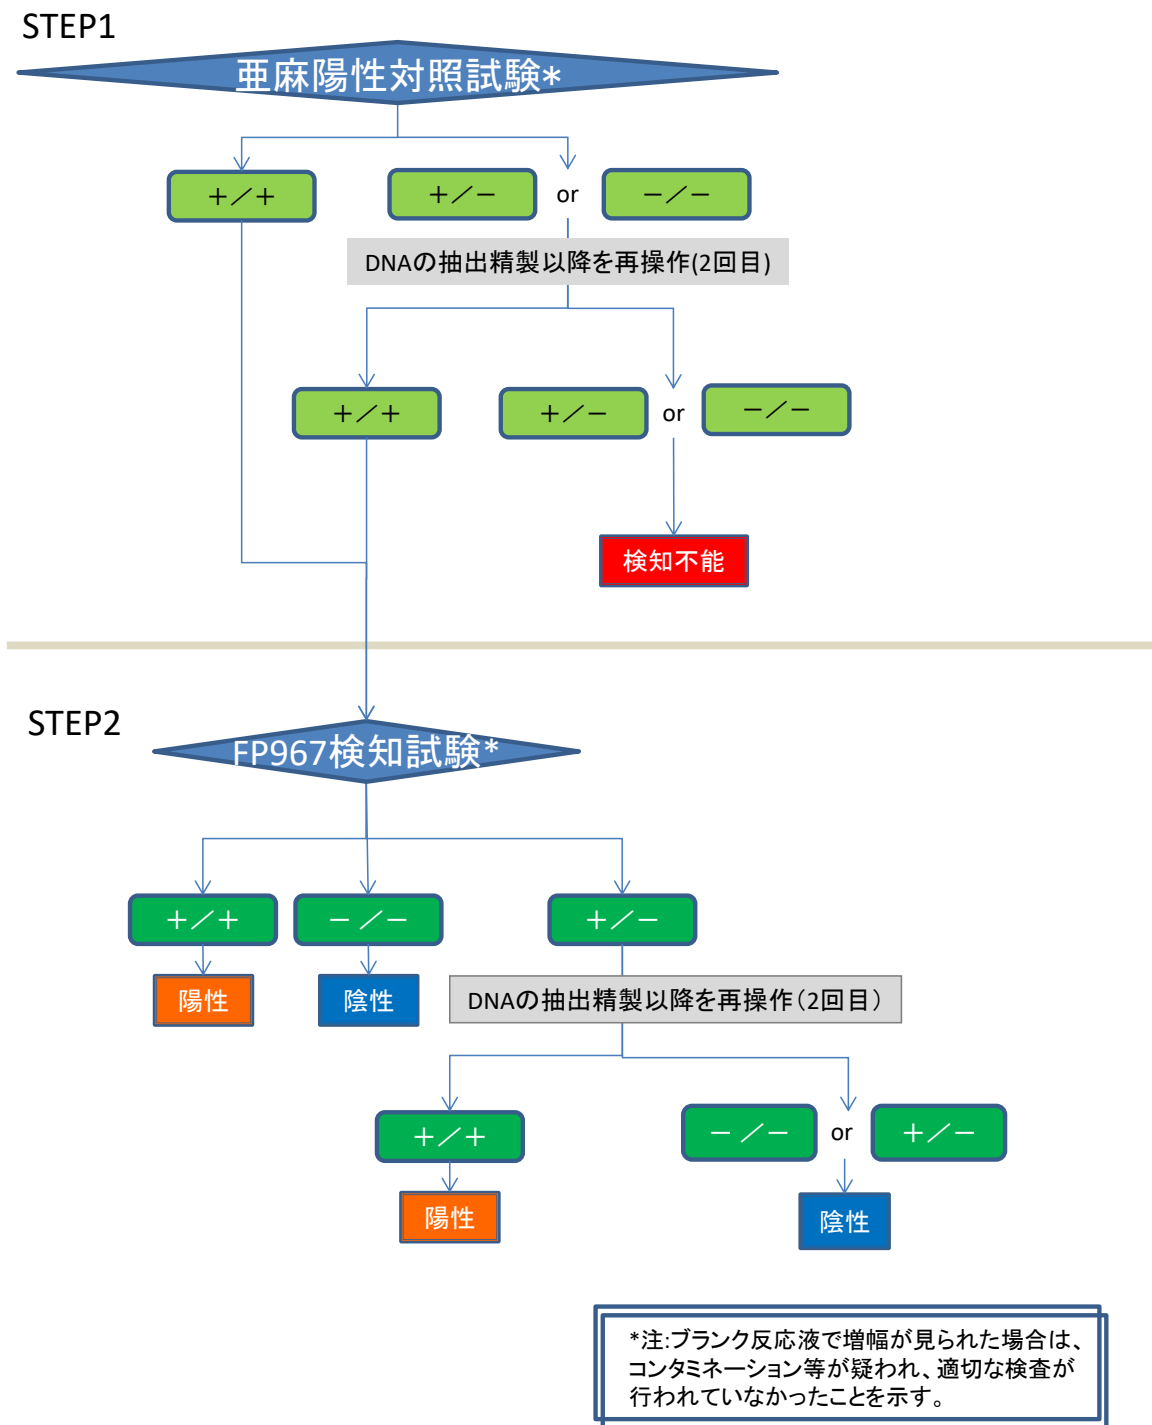 STEP1
亜麻陽性対照試験*
＋／＋
＋／－
or
－／－
DNAの抽出精製以降を再操作(2回目)
＋／＋
＋／－
or
－／－
検知不能
STEP2
FP967検知試験*
＋／＋
－／－
＋／－
陽性
陰性
DNAの抽出精製以降を再操作（2回目）
＋／＋
－／－
or
＋／－
陽性
陰性
*注:ブランク反応液で増幅が見られた場合は、
コンタミネーション等が疑われ、適切な検査が
行われていなかったことを示す。